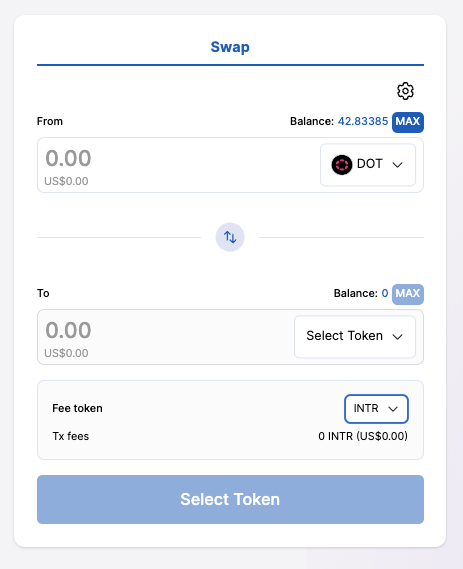 Swap
From Balance: 42.83385 MAX
0.00 DOT
US$0.00
To Balance: 0 MAX
0.00 Select Token
US$0.00
Fee token INTR
Tx fees 0 INTR (US$0.00)
Select Token